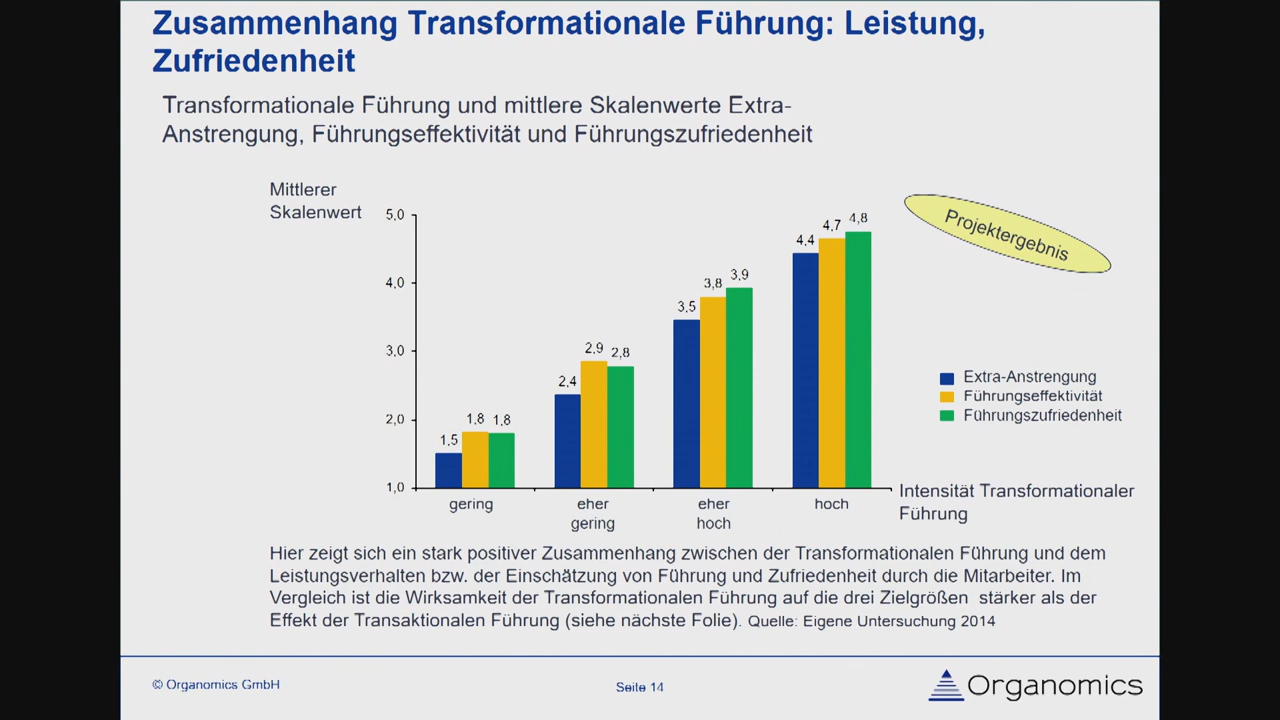 Zusammenhang Transformationale Führung: Leistung,
Zufriedenheit
Transformationale Führung und mittlere Skalenwerte Extra-
Anstrengung, Führungseffektivität und Führungszufriedenheit
Mittlerer
Skalenwert
5,0
4,0
3,0
2,0
1,0
1,5
1,8
1,8
2,4
2,9
2,8
3,5
3,8
3,9
4,4
4,7
4,8
Projektergebnis
Extra-Anstrengung
Führungseffektivität
Führungszufriedenheit
gering
eher
gering
eher
hoch
hoch
Intensität Transformationaler
Führung
Hier zeigt sich ein stark positiver Zusammenhang zwischen der Transformationalen Führung und dem
Leistungsverhalten bzw. der Einschätzung von Führung und Zufriedenheit durch die Mitarbeiter. Im
Vergleich ist die Wirksamkeit der Transformationalen Führung auf die drei Zielgrößen stärker als der
Effekt der Transaktionalen Führung (siehe nächste Folie). Quelle: Eigene Untersuchung 2014
© Organomics GmbH
Seite 14
Organomics